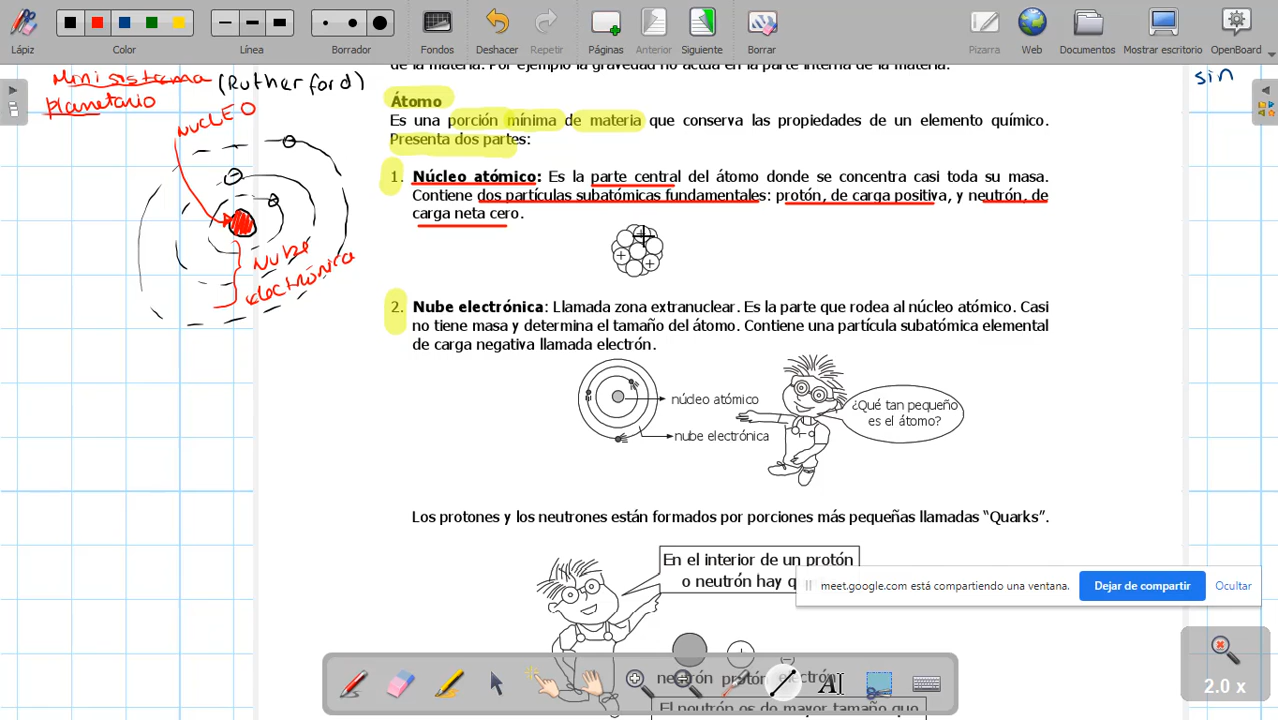 Lápiz
Color
Línea
Borrador
Fondos
Deshacer
Repetir
Páginas
Anterior
Siguiente
Borrar
Pizarra
Web
Documentos
Mostrar escritorio
OpenBoard
Mini sistema (Rutherford)
planetario
NUCLEO
NUBE
electrónica
sin
de la materia. Por ejemplo la gravedad no actúa en la parte interna de la materia.
Átomo
Es una porción mínima de materia que conserva las propiedades de un elemento químico.
Presenta dos partes:
1. Núcleo atómico: Es la parte central del átomo donde se concentra casi toda su masa.
Contiene dos partículas subatómicas fundamentales: protón, de carga positiva, y neutrón, de
carga neta cero.
2. Nube electrónica: Llamada zona extranuclear. Es la parte que rodea al núcleo atómico. Casi
no tiene masa y determina el tamaño del átomo. Contiene una partícula subatómica elemental
de carga negativa llamada electrón.
núcleo atómico
nube electrónica
¿Qué tan pequeño
es el átomo?
Los protones y los neutrones están formados por porciones más pequeñas llamadas “Quarks”.
En el interior de un protón
o neutrón hay
meet.google.com está compartiendo una ventana.
Dejar de compartir
Ocultar
neutrón protón electrón
El neutrón es de mayor tamaño que
2.0 x